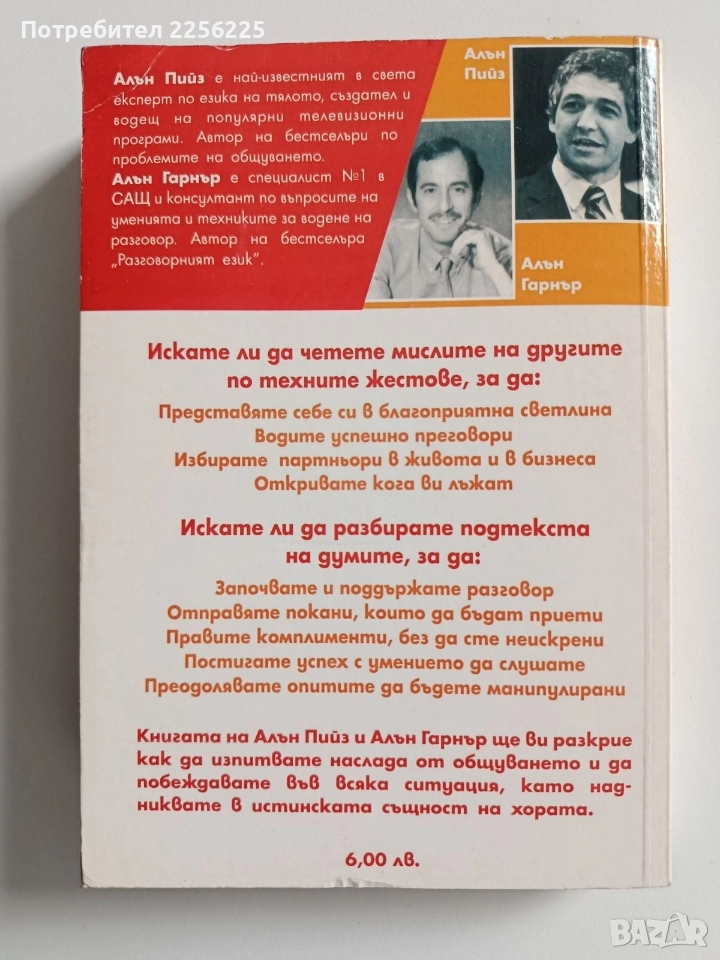 Потребител 2256225
Алън Пийз е най-известният в света
експерт по езика на тялото, създател и
водещ на популярни телевизионни
програми. Автор на бестселъри по
проблемите на общуването.
Алън Гарнър е специалист №1 в
САЩ и консултант по въпросите на
уменията и техниките за водене на
разговор. Автор на бестселъра
„Разговорният език“.
Алън
Пийз
Алън
Гарнър
Искате ли да четете мислите на другите
по техните жестове, за да:
Представяте себе си в благоприятна светлина
Водите успешно преговори
Избирате партньори в живота и в бизнеса
Откривате кога ви лъжат
Искате ли да разбирате подтекста
на думите, за да:
Започвате и поддържате разговор
Отправяте покани, които да бъдат приети
Правите комплименти, без да сте неискрени
Постигате успех с умението да слушате
Преодолявате опитите да бъдете манипулирани
Книгата на Алън Пийз и Алън Гарнър ще ви разкрие
как да изпитвате наслада от общуването и да
побеждавате във всяка ситуация, като над-
никвате в истинската същност на хората.
6,00 лв.
BAZAR